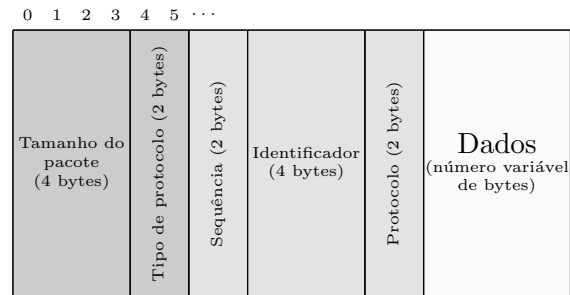 0 1 2 3 4 5 ···
Tamanho do
pacote
(4 bytes)
Tipo de protocolo (2 bytes)
Sequência (2 bytes)
Identificador
(4 bytes)
Protocolo (2 bytes)
Dados
(número variável
de bytes)